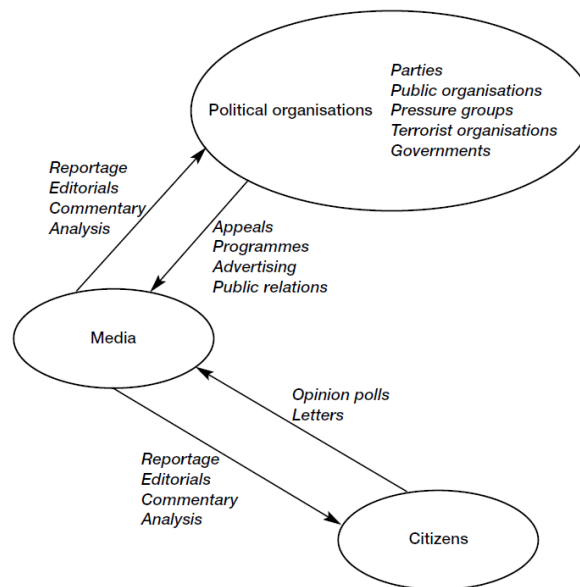 Political organisations
Parties
Public organisations
Pressure groups
Terrorist organisations
Governments
Reportage
Editorials
Commentary
Analysis
Appeals
Programmes
Advertising
Public relations
Media
Opinion polls
Letters
Reportage
Editorials
Commentary
Analysis
Citizens